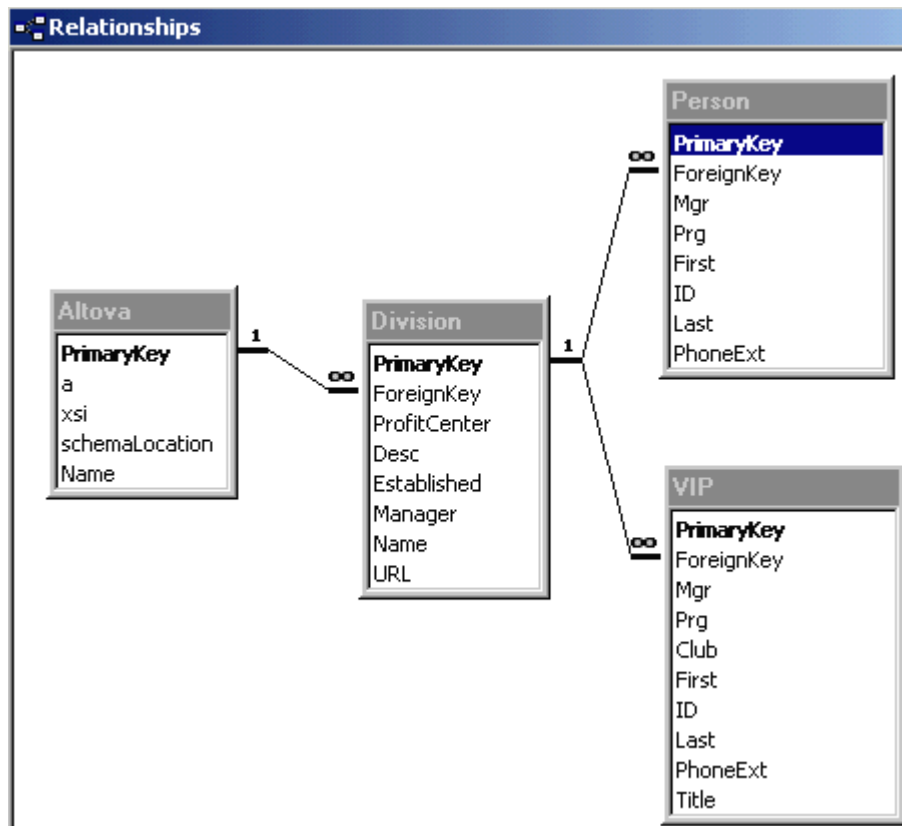 Relationships
Person
PrimaryKey
ForeignKey
Mgr
Prg
First
ID
Last
PhoneExt
Altova
PrimaryKey
a
xsi
schemaLocation
Name
1
∞
Division
PrimaryKey
ForeignKey
ProfitCenter
Desc
Established
Manager
Name
URL
1
∞
∞
VIP
PrimaryKey
ForeignKey
Mgr
Prg
Club
First
ID
Last
PhoneExt
Title